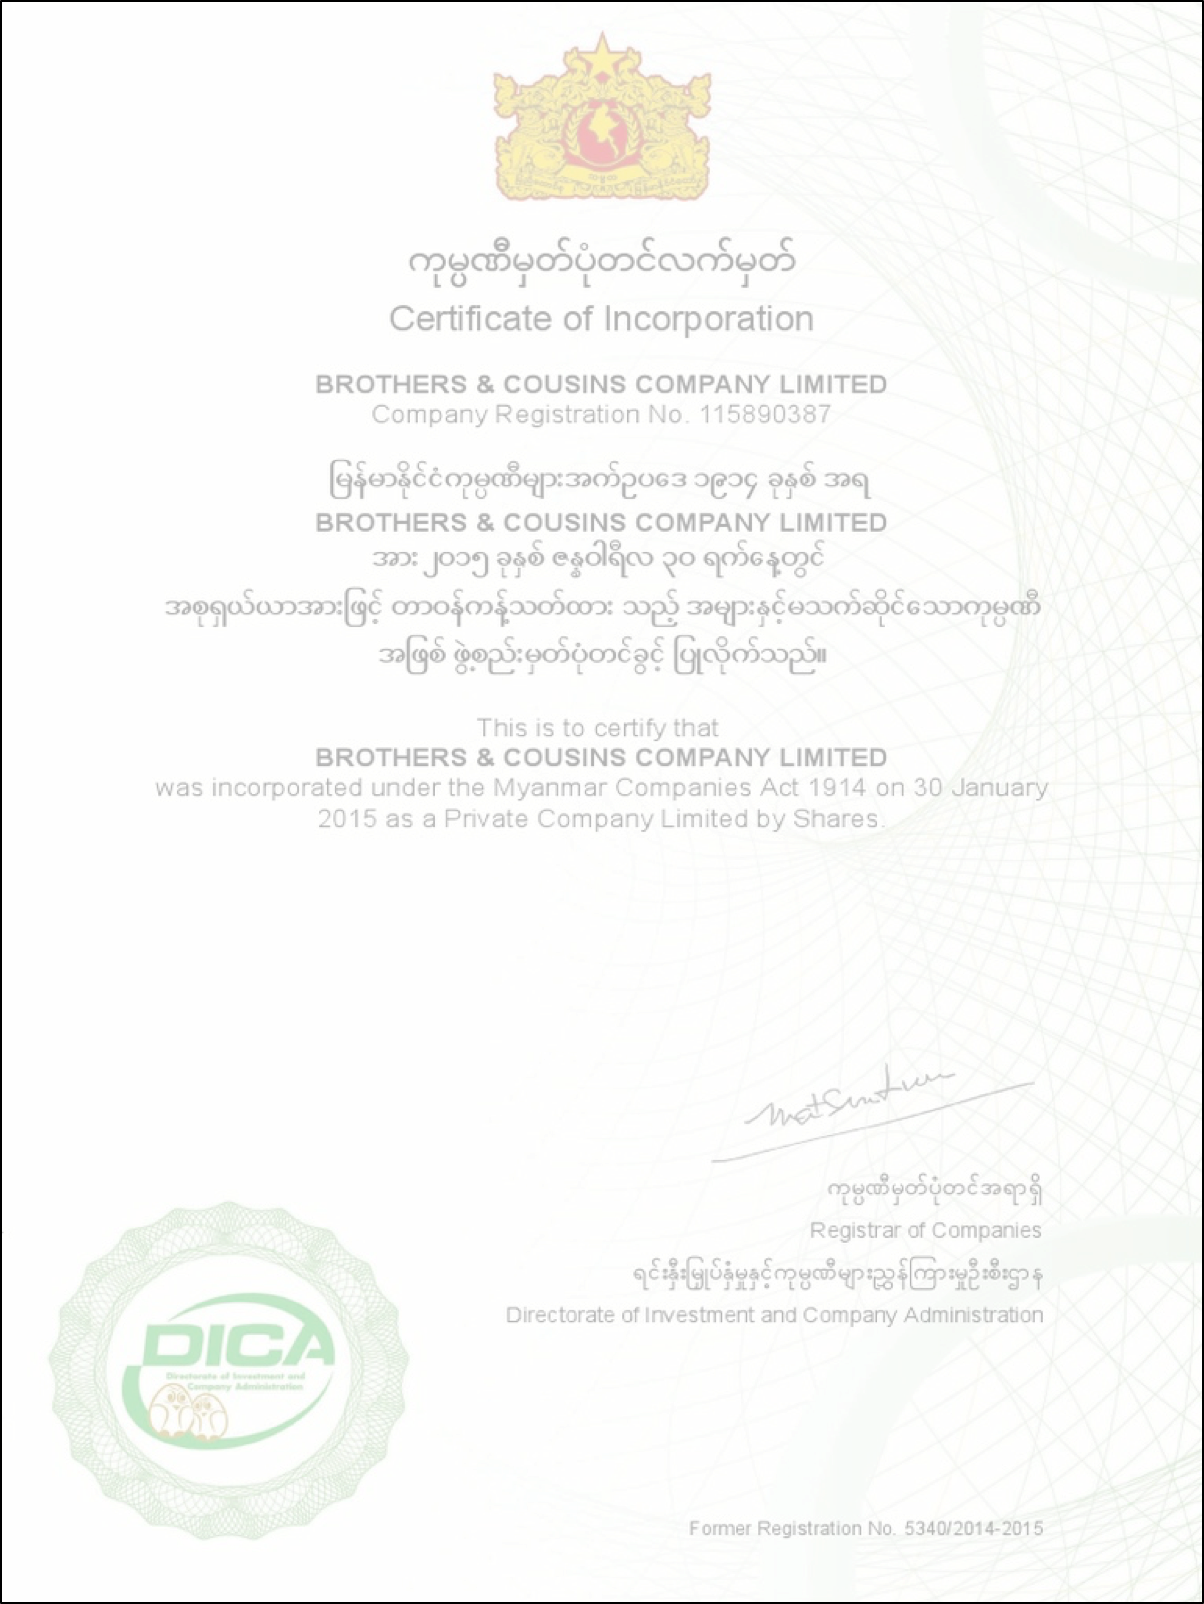 ကုမ္ပဏီမှတ်ပုံတင်လက်မှတ်
Certificate of Incorporation
BROTHERS & COUSINS COMPANY LIMITED
Company Registration No. 115890387
မြန်မာနိုင်ငံကုမ္ပဏီများအက်ဥပဒေ ၁၉၁၄ ခုနှစ် အရ
BROTHERS & COUSINS COMPANY LIMITED
အား ၂၀၁၅ ခုနှစ် ဇန္နဝါရီလ ၃၀ ရက်နေ့တွင်
အစုရှယ်ယာအားဖြင့် တာဝန်ကန့်သတ်ထား သည့် အများနှင့်မသက်ဆိုင်သောကုမ္ပဏီ
အဖြစ် ဖွဲ့စည်းမှတ်ပုံတင်ခွင့် ပြုလိုက်သည်။
This is to certify that
BROTHERS & COUSINS COMPANY LIMITED
was incorporated under the Myanmar Companies Act 1914 on 30 January
2015 as a Private Company Limited by Shares.
ကုမ္ပဏီမှတ်ပုံတင်အရာရှိ
Registrar of Companies
ရင်းနှီးမြှုပ်နှံမှုနှင့်ကုမ္ပဏီများညွှန်ကြားမှုဦးစီးဌာန
Directorate of Investment and Company Administration
DICA
Directorate of Investment and
Company Administration
Former Registration No. 5340/2014-2015